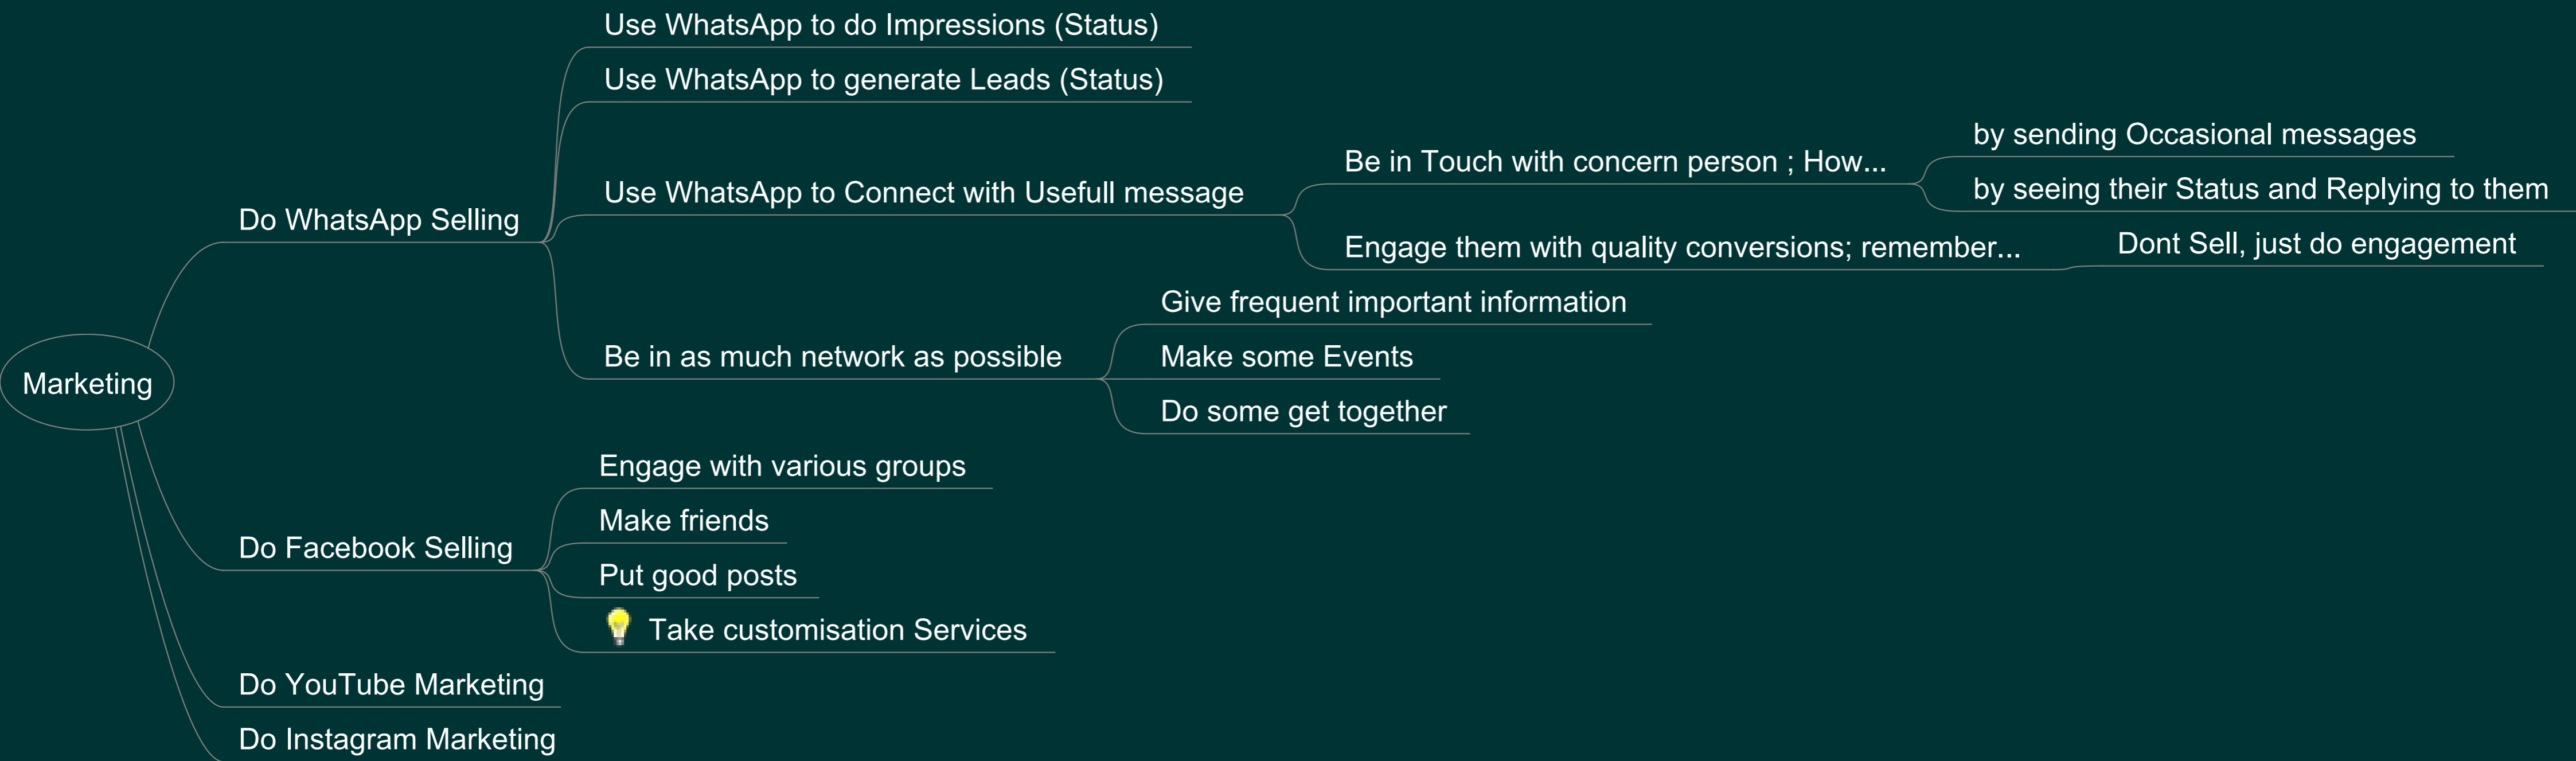 Marketing
Do WhatsApp Selling
Use WhatsApp to do Impressions (Status)
Use WhatsApp to generate Leads (Status)
Use WhatsApp to Connect with Usefull message
Be in Touch with concern person ; How...
by sending Occasional messages
by seeing their Status and Replying to them
Engage them with quality conversions; remember...
Dont Sell, just do engagement
Be in as much network as possible
Give frequent important information
Make some Events
Do some get together
Do Facebook Selling
Engage with various groups
Make friends
Put good posts
Take customisation Services
Do YouTube Marketing
Do Instagram Marketing